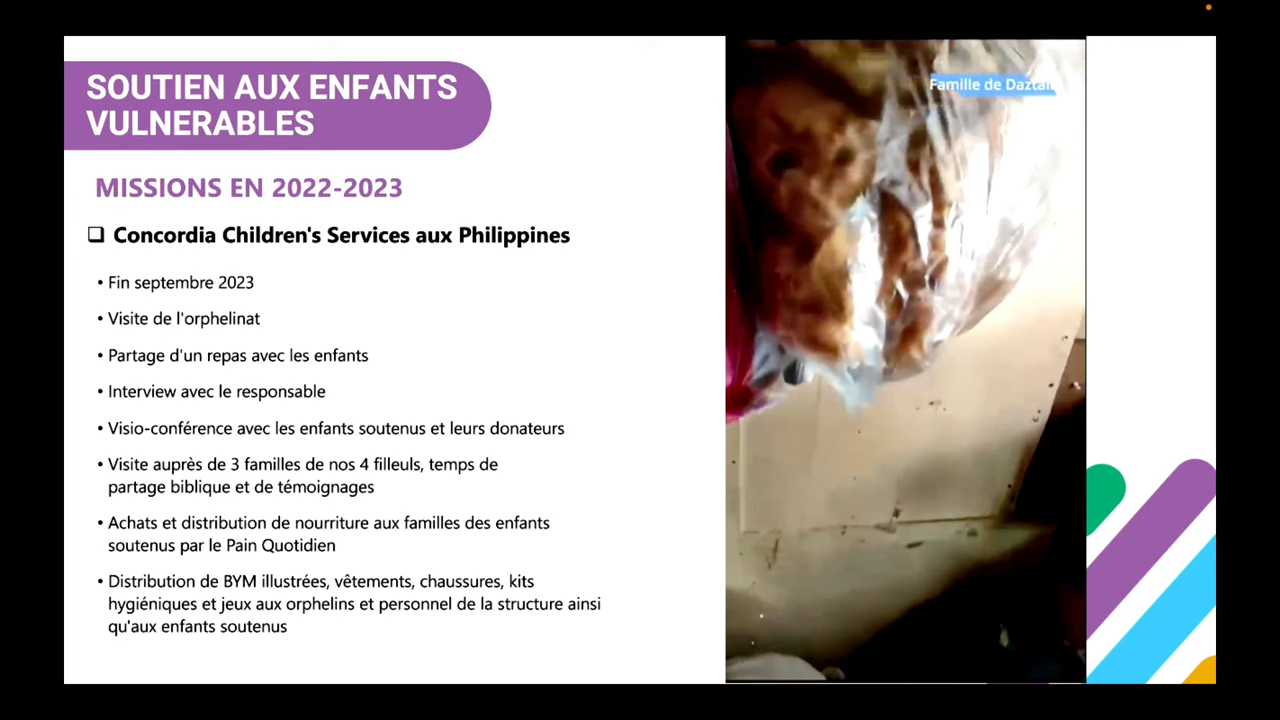 SOUTIEN AUX ENFANTS
VULNERABLES
MISSIONS EN 2022-2023
Concordia Children's Services aux Philippines
• Fin septembre 2023
• Visite de l'orphelinat
• Partage d'un repas avec les enfants
• Interview avec le responsable
• Visio-conférence avec les enfants soutenus et leurs donateurs
• Visite auprès de 3 familles de nos 4 filleuls, temps de
partage biblique et de témoignages
• Achats et distribution de nourriture aux familles des enfants
soutenus par le Pain Quotidien
• Distribution de BYM illustrées, vêtements, chaussures, kits
hygiéniques et jeux aux orphelins et personnel de la structure ainsi
qu'aux enfants soutenus
Famille de